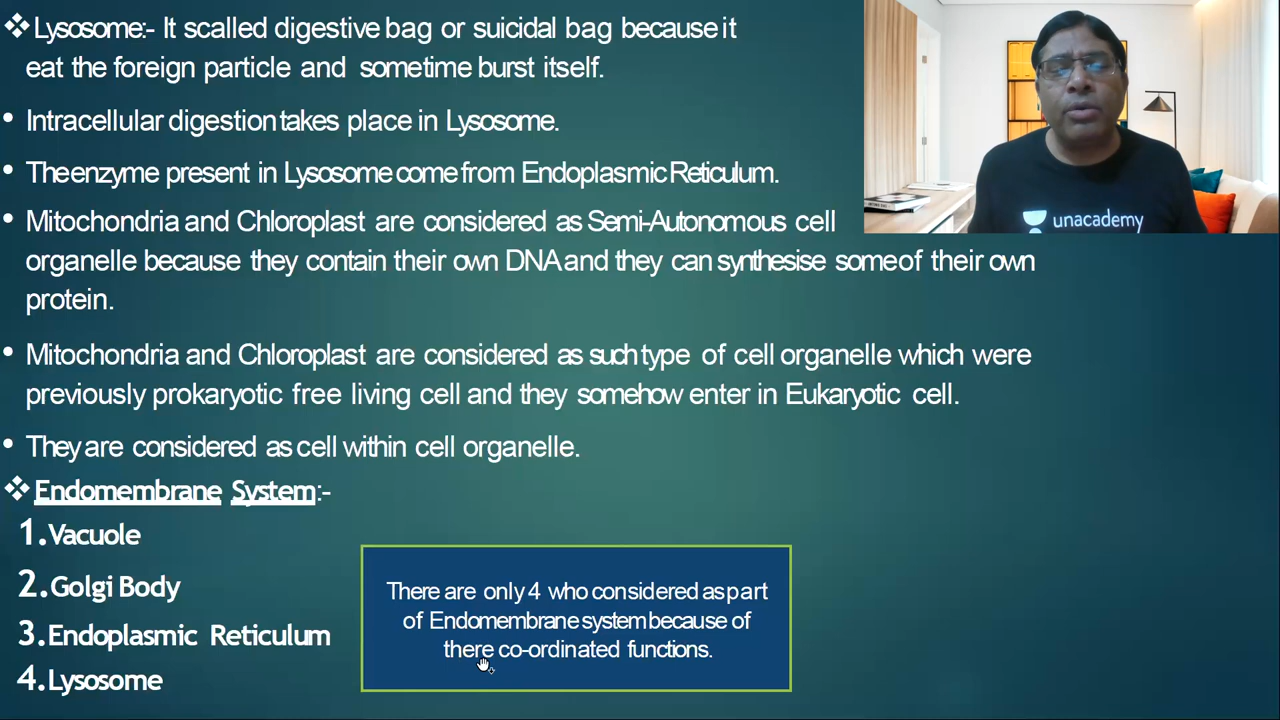 ❖Lysosome:- It scalled digestive bag or suicidal bag because it
eat the foreign particle and sometime burst itself.
• Intracellular digestion takes place in Lysosome.
• The enzyme present in Lysosome come from Endoplasmic Reticulum.
• Mitochondria and Chloroplast are considered as Semi-Autonomous cell
organelle because they contain their own DNA and they can synthesise some of their own
protein.
• Mitochondria and Chloroplast are considered as such type of cell organelle which were
previously prokaryotic free living cell and they somehow enter in Eukaryotic cell.
• They are considered as cell within cell organelle.
❖Endomembrane System:-
1.Vacuole
2.Golgi Body
3.Endoplasmic Reticulum
4.Lysosome
There are only 4 who considered as part
of Endomembrane system because of
there co-ordinated functions.
unacademy